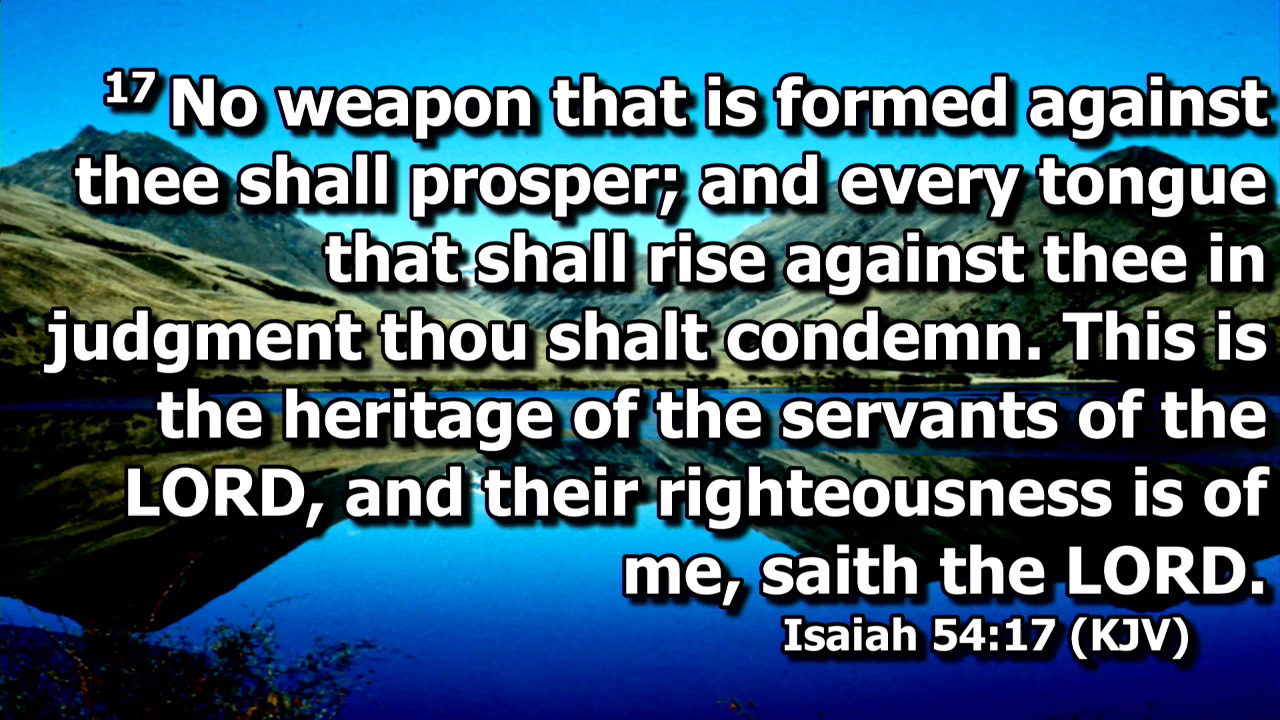 17 No weapon that is formed against
thee shall prosper; and every tongue
that shall rise against thee in
judgment thou shalt condemn. This is
the heritage of the servants of the
LORD, and their righteousness is of
me, saith the LORD.
Isaiah 54:17 (KJV)